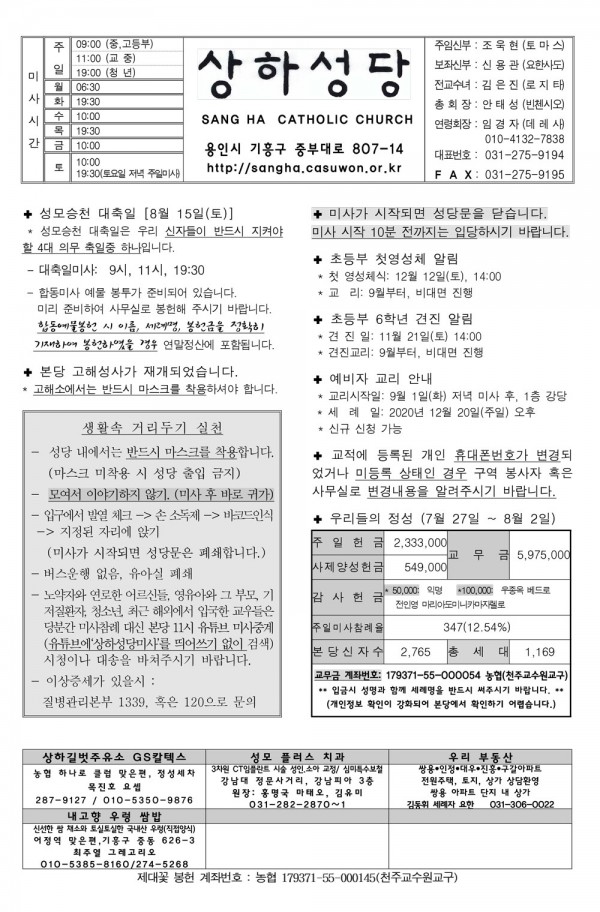 미사시간
주일
09:00 (중,고등부)
11:00 (교 중)
19:00 (청 년)
월 06:30
화 19:30
수 10:00
목 19:30
금 10:00
토 10:00
19:30(토요일 저녁 주일미사)
상하성당
SANG HA CATHOLIC CHURCH
용인시 기흥구 중부대로 807-14
http://sangha.casuwon.or.kr
주임신부 : 조 욱 현 (토 마 스)
보좌신부 : 신 용 관 (요한사도)
전교수녀 : 김 은 진 (로 지 타)
총 회 장 : 안 태 성 (빈첸시오)
연령회장 : 임 경 자 (데 레 사)
010-4132-7838
대표번호 : 031-275-9194
F A X : 031-275-9195
✚ 성모승천 대축일 [8월 15일(토)]
* 성모승천 대축일은 우리 신자들이 반드시 지켜야
할 4대 의무 축일중 하나입니다.
- 대축일미사: 9시, 11시, 19:30
- 합동미사 예물 봉투가 준비되어 있습니다.
미리 준비하여 사무실로 봉헌해 주시기 바랍니다.
합동예물봉헌 시 이름, 세례명, 봉헌금을 정확히
기재하여 봉헌하였을 경우 연말정산에 포함됩니다.
✚ 본당 고해성사가 재개되었습니다.
* 고해소에서는 반드시 마스크를 착용하셔야 합니다.
생활속 거리두기 실천
- 성당 내에서는 반드시 마스크를 착용합니다.
(마스크 미착용 시 성당 출입 금지)
- 모여서 이야기하지 않기. (미사 후 바로 귀가)
- 입구에서 발열 체크 -> 손 소독제 -> 바코드인식
-> 지정된 자리에 앉기
(미사가 시작되면 성당문은 폐쇄합니다.)
- 버스운행 없음, 유아실 폐쇄
- 노약자와 연로한 어르신들, 영유아와 그 부모, 기
저질환자, 청소년, 최근 해외에서 입국한 교우들은
당분간 미사참례 대신 본당 11시 유튜브 미사중계
(유튜브에'상하성당미사'를 띄어쓰기 없이 검색)
시청이나 대송을 바쳐주시기 바랍니다.
- 이상증세가 있을시 :
질병관리본부 1339, 혹은 120으로 문의
✚ 미사가 시작되면 성당문을 닫습니다.
미사 시작 10분 전까지는 입당하시기 바랍니다.
✚ 초등부 첫영성체 알림
* 첫 영성체식: 12월 12일(토), 14:00
* 교 리: 9월부터, 비대면 진행
✚ 초등부 6학년 견진 알림
* 견 진 일: 11월 21일(토) 14:00
* 견진교리: 9월부터, 비대면 진행
✚ 예비자 교리 안내
* 교리시작일: 9월 1일(화) 저녁 미사 후, 1층 강당
* 세 례 일: 2020년 12월 20일(주일) 오후
* 신규 신청 가능
✚ 교적에 등록된 개인 휴대폰번호가 변경되
었거나 미등록 상태인 경우 구역 봉사자 혹은
사무실로 변경내용을 알려주시기 바랍니다.
✚ 우리들의 정성 (7월 27일 ~ 8월 2일)
주 일 헌 금 2,333,000 교 무 금 5,975,000
사제양성헌금 549,000
감 사 헌 금 * 50,000: 익명 *100,000: 우종옥 베드로
전인영 마리아도미니카마자렐로
주일미사참례율 347(12.54%)
본 당 신 자 수 2,765 총 세 대 1,169
교무금 계좌번호: 179371-55-000054 농협(천주교수원교구)
** 입금시 성명과 함께 세례명을 반드시 써주시기 바랍니다. **
(개인정보 확인이 강화되어 본당에서 확인하기 어렵습니다.)
상하길벗주유소 GS칼텍스
농협 하나로 클럽 맞은편, 정성세차
목진호 요셉
287-9127 / 010-5350-9876
성모 플러스 치과
3차원 CT임플란트 시술 성인,소아 교정/ 심미특수보철
강남대 정문사거리, 강남피아 3층
원장: 홍명국 마태오, 김유미
031-282-2870~1
우리 부동산
쌍용•인정•대우•진흥•구갈아파트
전원주택, 토지, 상가 상담환영
쌍용 아파트 단지 내 상가
김동휘 세례자 요한 031-306-0022
내고향 우렁 쌈밥
신선한 쌈 채소와 토실토실한 국내산 우렁(직접양식)
어정역 맞은편,기흥구 중동 626-3
최주열 그레고리오
010-5385-8160/274-5268
제대꽃 봉헌 계좌번호 : 농협 179371-55-000145(천주교수원교구)